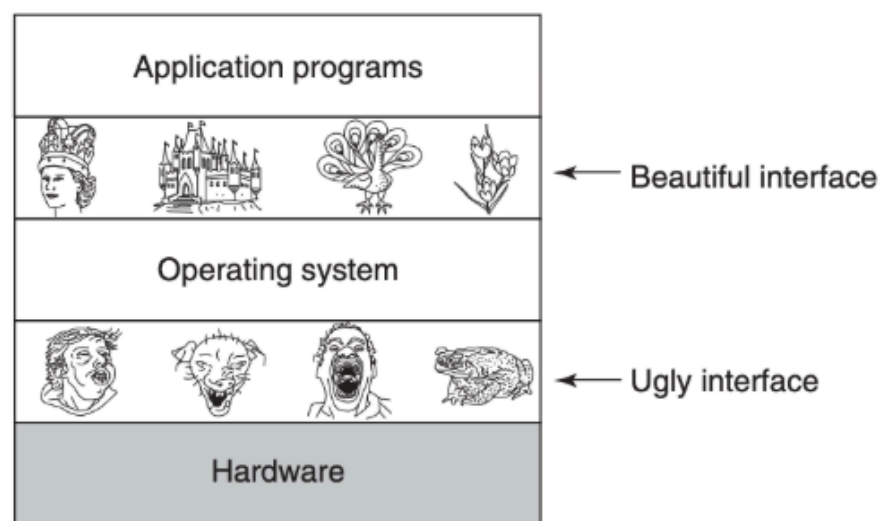 Application programs
Beautiful interface
Operating system
Ugly interface
Hardware